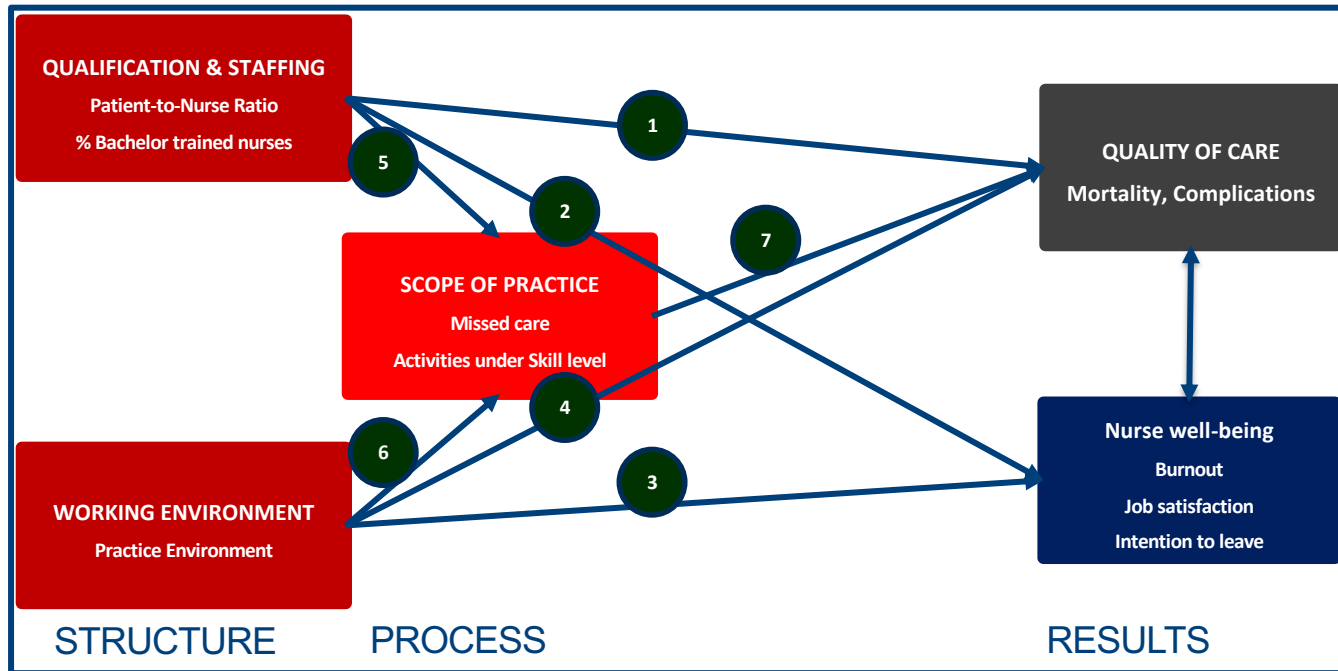 QUALIFICATION & STAFFING
Patient-to-Nurse Ratio
% Bachelor trained nurses
1
5
2
7
QUALITY OF CARE
Mortality, Complications
SCOPE OF PRACTICE
Missed care
Activities under Skill level
4
6
3
WORKING ENVIRONMENT
Practice Environment
Nurse well-being
Burnout
Job satisfaction
Intention to leave
STRUCTURE
PROCESS
RESULTS